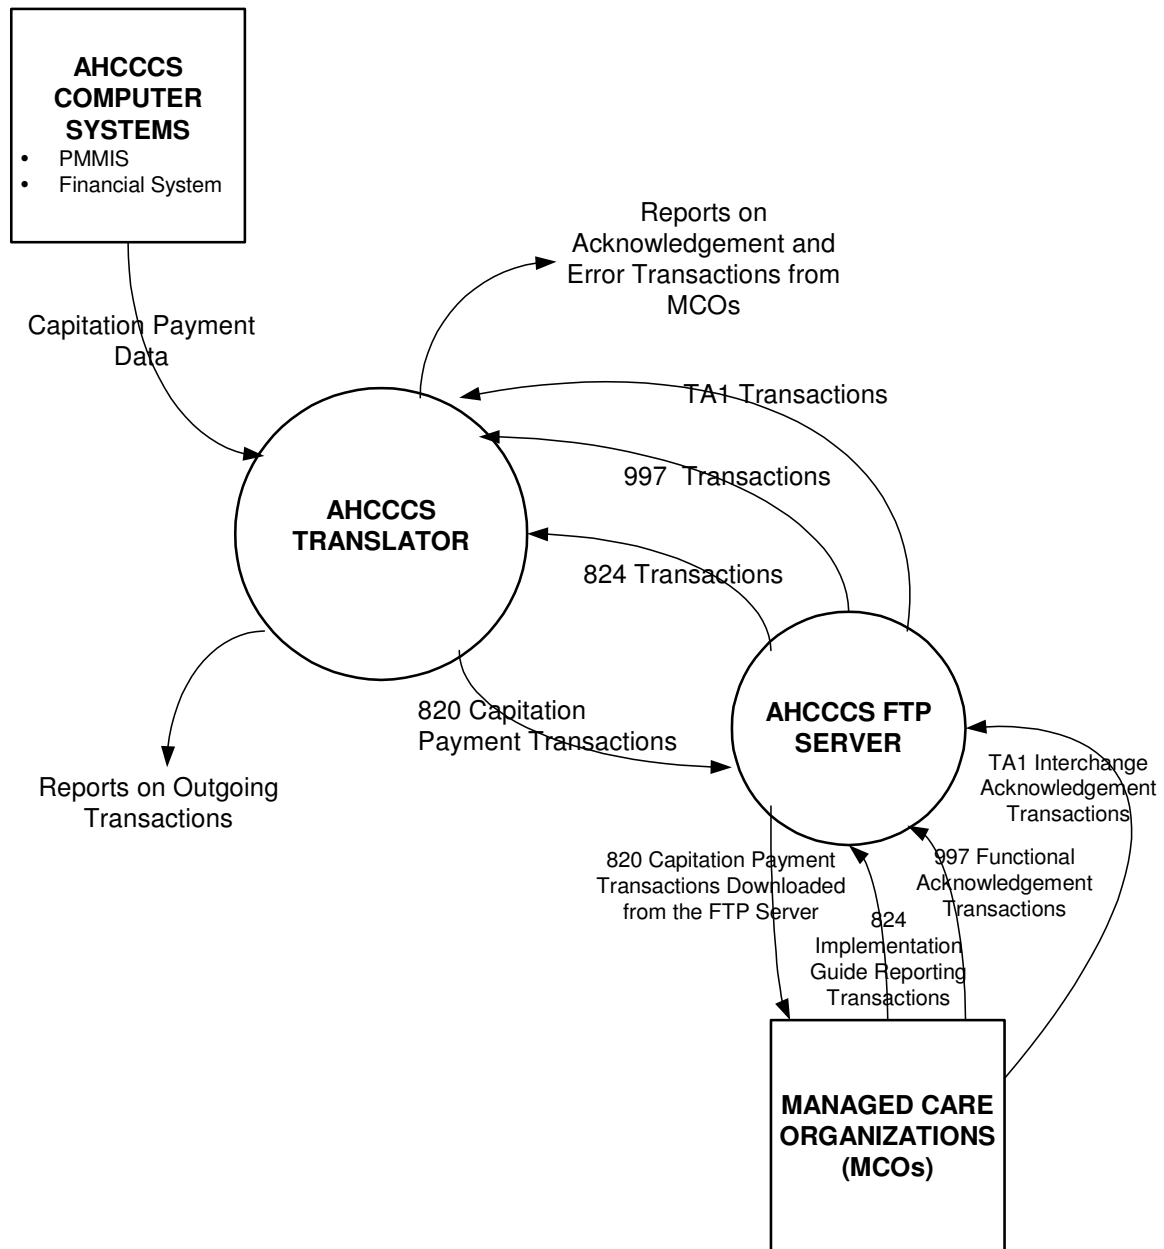 AHCCCS
COMPUTER
SYSTEMS
• PMMIS
• Financial System
Reports on
Acknowledgement and
Error Transactions from
MCOs
Capitation Payment
Data
TA1 Transactions
997 Transactions
AHCCCS
TRANSLATOR
824 Transactions
820 Capitation
Payment Transactions
AHCCCS FTP
SERVER
TA1 Interchange
Acknowledgement
Transactions
Reports on Outgoing
Transactions
820 Capitation Payment
Transactions Downloaded
from the FTP Server
997 Functional
Acknowledgement
Transactions
824
Implementation
Guide Reporting
Transactions
MANAGED CARE
ORGANIZATIONS
(MCOs)